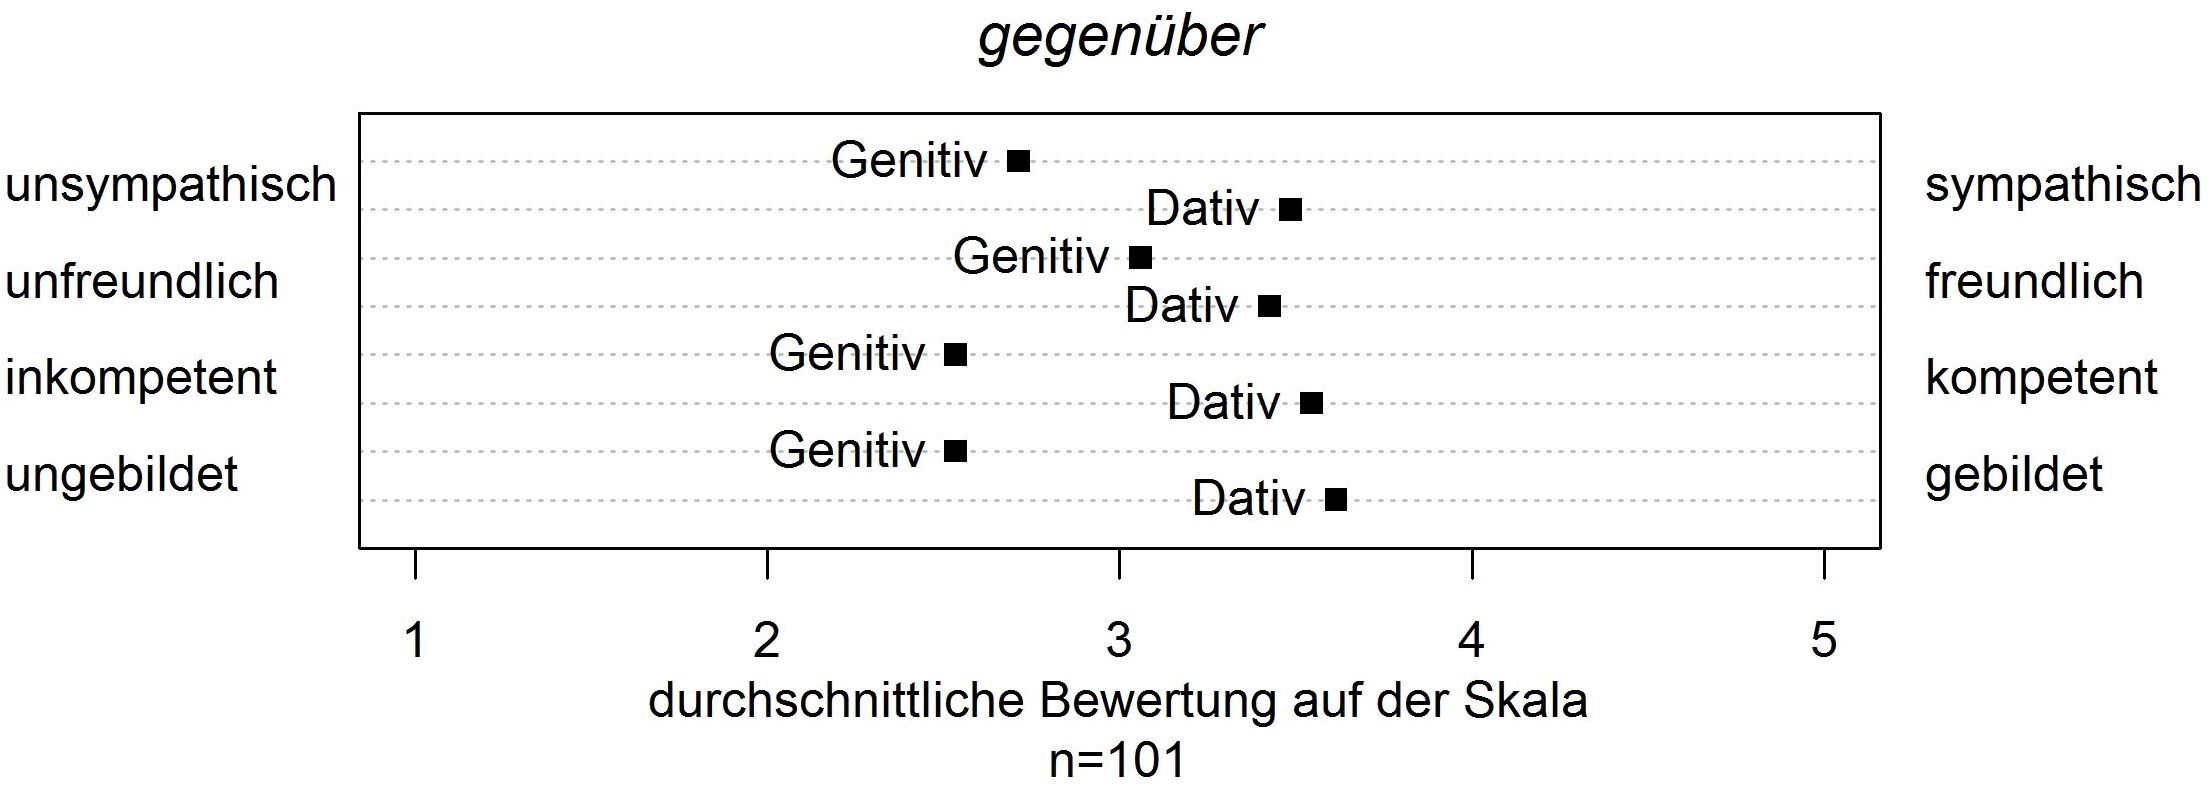 gegenüber
Genitiv
unsympathisch sympathisch
Dativ
Genitiv
unfreundlich freundlich
Dativ
Genitiv
inkompetent kompetent
Dativ
Genitiv
ungebildet gebildet
Dativ
1 2 3 4 5
durchschnittliche Bewertung auf der Skala
n=101